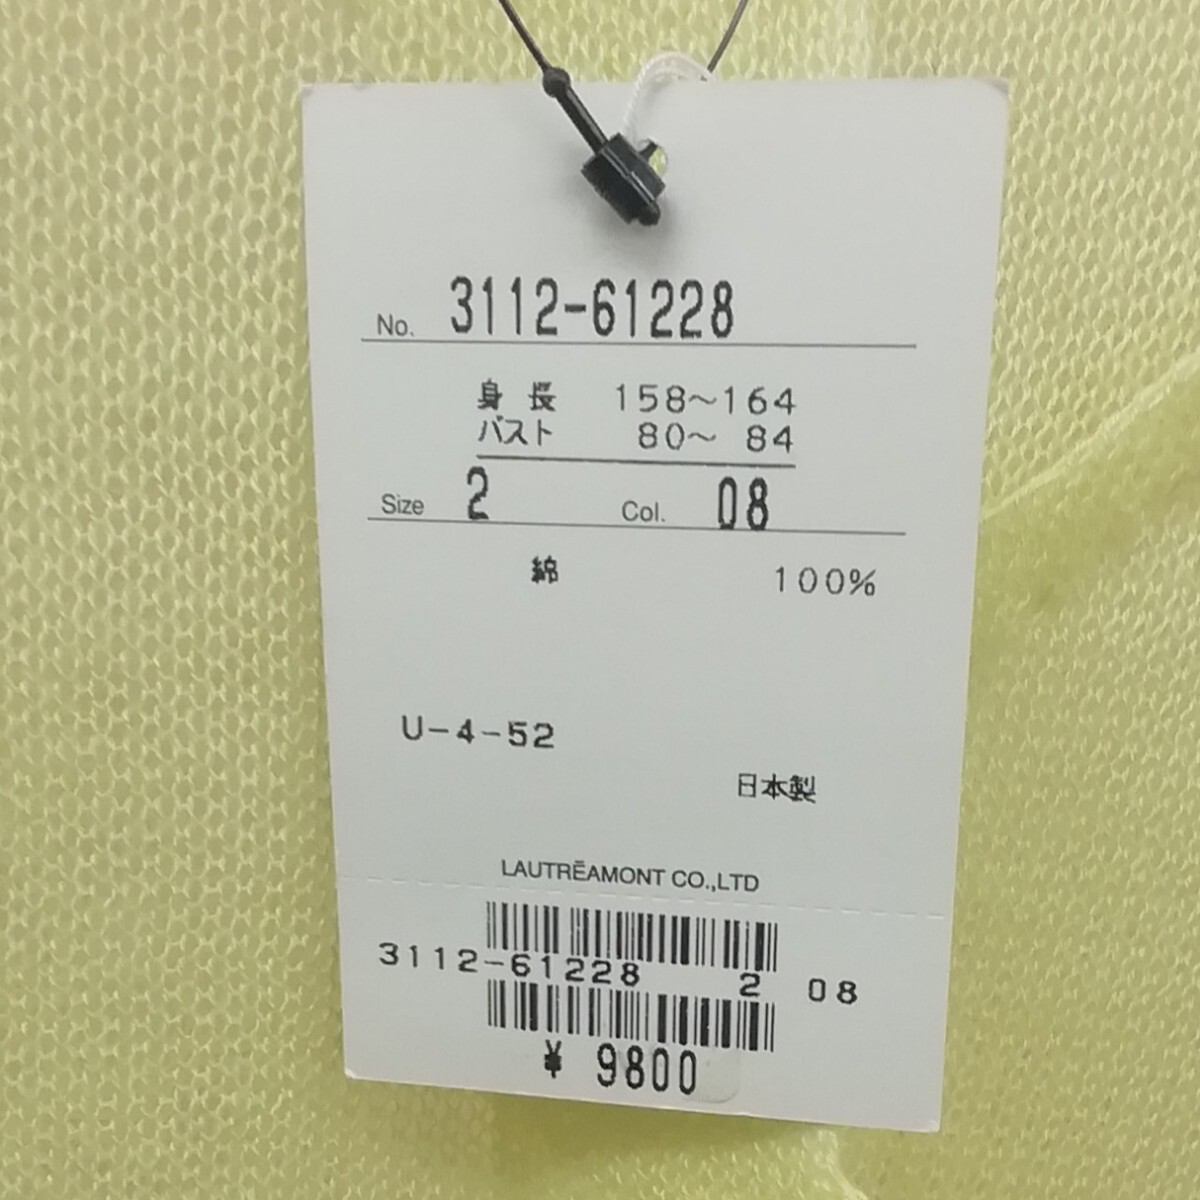 No. 3112-61228
身長 158～164
バスト 80～ 84
Size 2 Col. 08
綿 100%
U-4-52
日本製
LAUTRĒAMONT CO.,LTD
3112-61228 2 08
¥ 9800